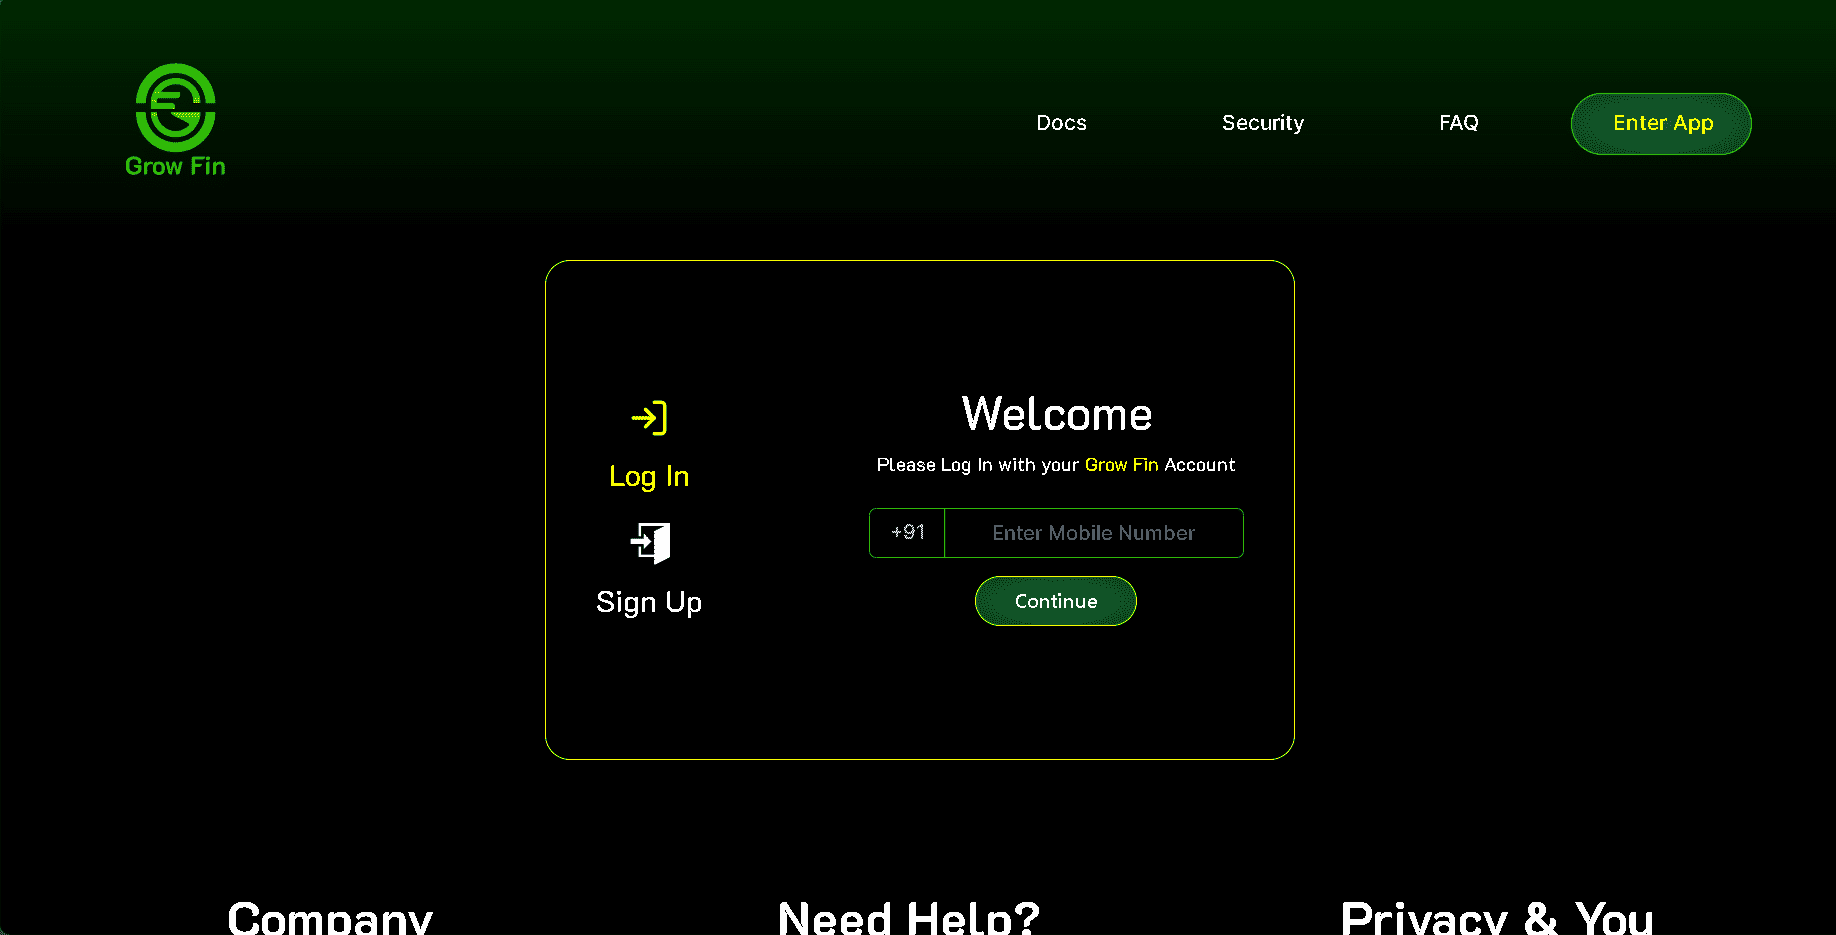 Grow Fin
Docs
Security
FAQ
Enter App
Log In
Sign Up
Welcome
Please Log In with your Grow Fin Account
+91
Enter Mobile Number
Continue
Company
Need Help?
Privacy & You